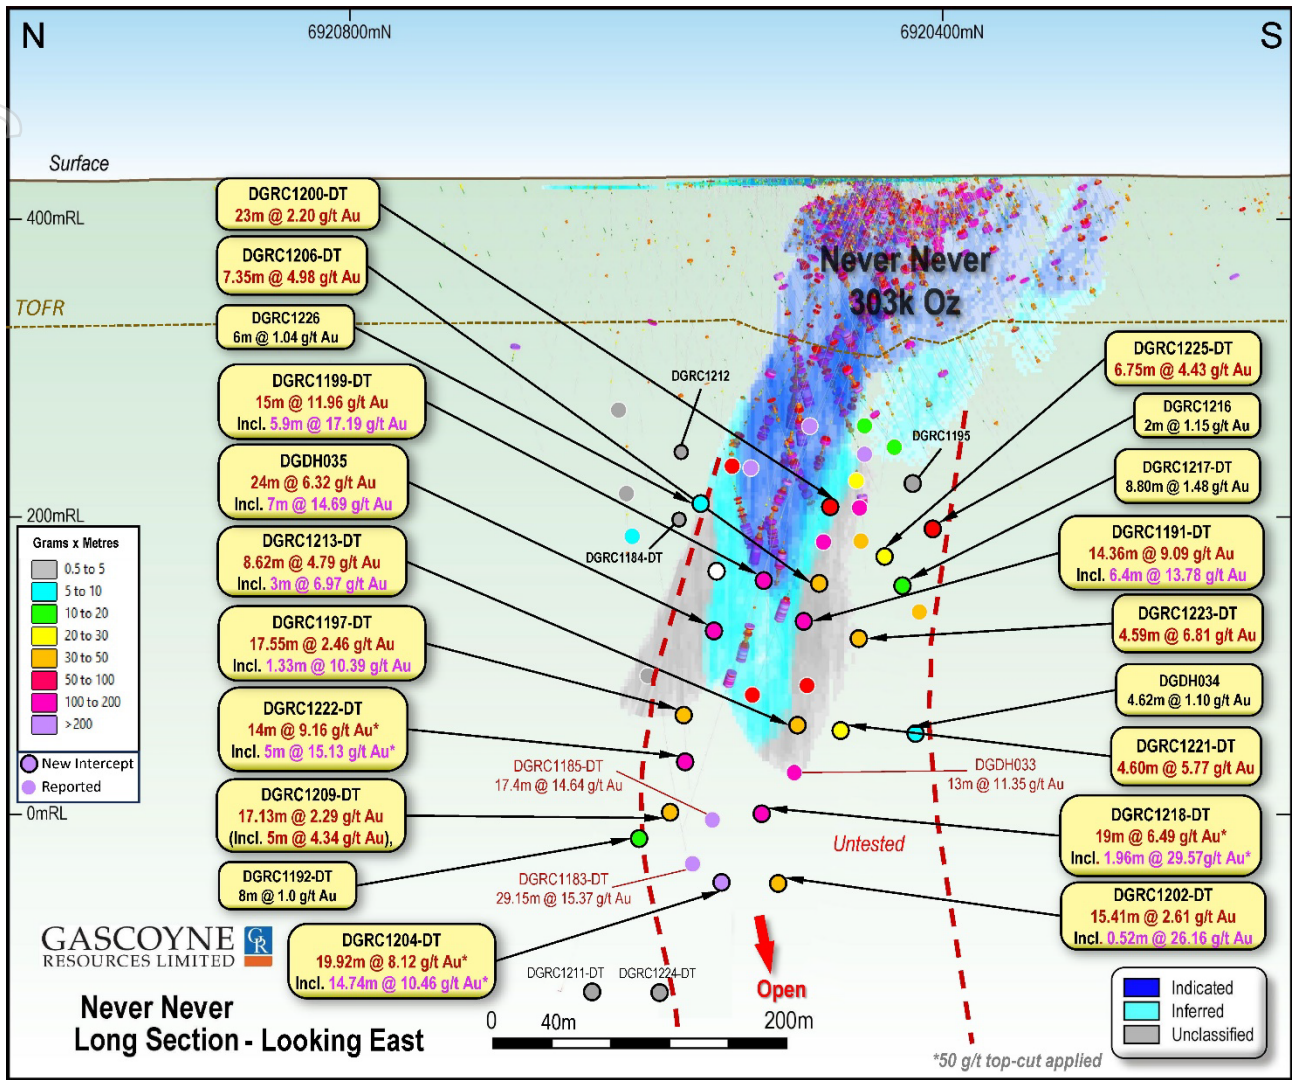 N
6920800mN
6920400mN
S
Surface
400mRL
TOFR
200mRL
0mRL
Never Never
303k Oz
DGRC1200-DT
23m @ 2.20 g/t Au
DGRC1206-DT
7.35m @ 4.98 g/t Au
DGRC1226
6m @ 1.04 g/t Au
DGRC1199-DT
15m @ 11.96 g/t Au
Incl. 5.9m @ 17.19 g/t Au
DGDH035
24m @ 6.32 g/t Au
Incl. 7m @ 14.69 g/t Au
DGRC1213-DT
8.62m @ 4.79 g/t Au
Incl. 3m @ 6.97 g/t Au
DGRC1197-DT
17.55m @ 2.46 g/t Au
Incl. 1.33m @ 10.39 g/t Au
DGRC1222-DT
14m @ 9.16 g/t Au*
Incl. 5m @ 15.13 g/t Au*
DGRC1209-DT
17.13m @ 2.29 g/t Au
(Incl. 5m @ 4.34 g/t Au),
DGRC1192-DT
8m @ 1.0 g/t Au
DGRC1204-DT
19.92m @ 8.12 g/t Au*
Incl. 14.74m @ 10.46 g/t Au*
DGRC1212
DGRC1184-DT
DGRC1195
DGRC1225-DT
6.75m @ 4.43 g/t Au
DGRC1216
2m @ 1.15 g/t Au
DGRC1217-DT
8.80m @ 1.48 g/t Au
DGRC1191-DT
14.36m @ 9.09 g/t Au
Incl. 6.4m @ 13.78 g/t Au
DGRC1223-DT
4.59m @ 6.81 g/t Au
DGDH034
4.62m @ 1.10 g/t Au
DGRC1221-DT
4.60m @ 5.77 g/t Au
DGRC1218-DT
19m @ 6.49 g/t Au*
Incl. 1.96m @ 29.57g/t Au*
DGRC1202-DT
15.41m @ 2.61 g/t Au
Incl. 0.52m @ 26.16 g/t Au
DGRC1185-DT
17.4m @ 14.64 g/t Au
DGDH033
13m @ 11.35 g/t Au
DGRC1183-DT
29.15m @ 15.37 g/t Au
Untested
DGRC1211-DT
DGRC1224-DT
Open
Grams x Metres
0.5 to 5
5 to 10
10 to 20
20 to 30
30 to 50
50 to 100
100 to 200
>200
New Intercept
Reported
GASCOYNE
RESOURCES LIMITED
GR
Never Never
Long Section - Looking East
0
40m
200m
Indicated
Inferred
Unclassified
*50 g/t top-cut applied